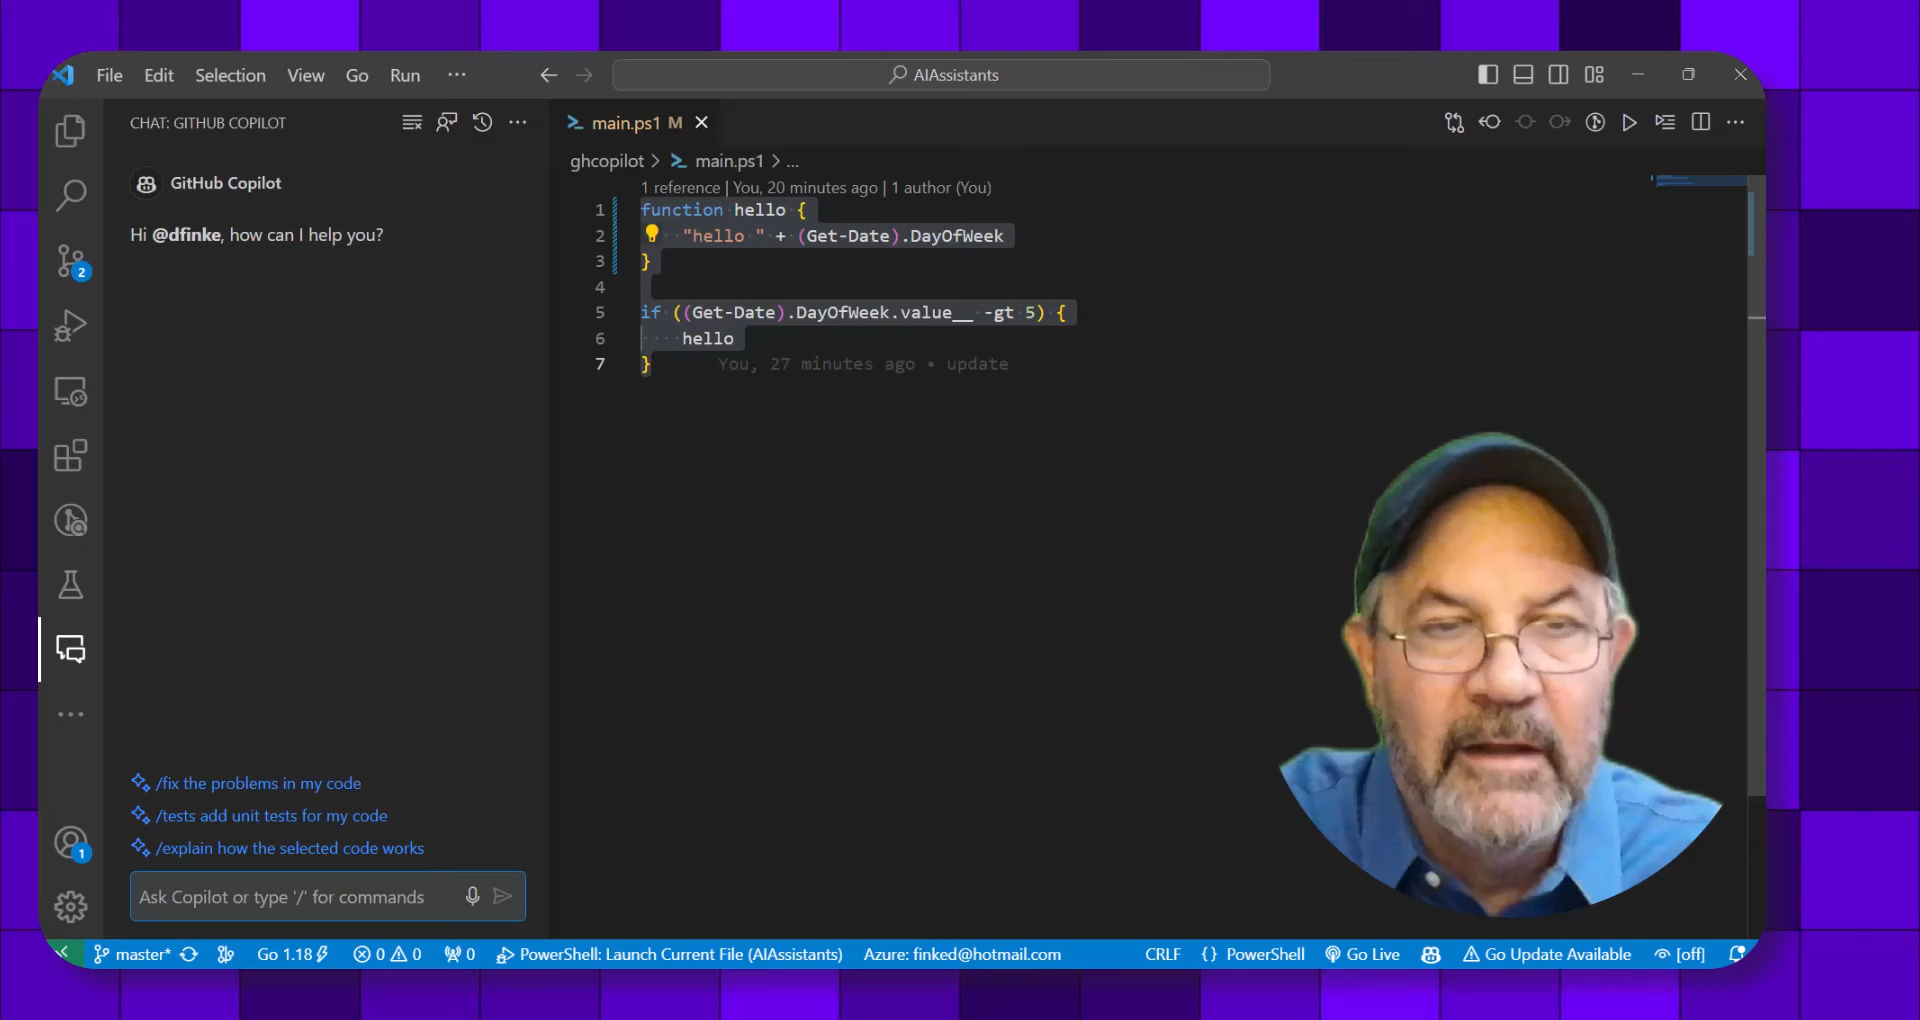 File Edit Selection View Go Run ···
AIAssistants
CHAT: GITHUB COPILOT
GitHub Copilot
Hi @dfinke, how can I help you?
main.ps1 M
ghcopilot > main.ps1 > ...
1 reference | You, 20 minutes ago | 1 author (You)
1 function hello {
2 "hello " + (Get-Date).DayOfWeek
3 }
4
5 if ((Get-Date).DayOfWeek.value__ -gt 5) {
6 hello
7 } You, 27 minutes ago • update
2
1
/fix the problems in my code
/tests add unit tests for my code
/explain how the selected code works
Ask Copilot or type '/' for commands
master* Go 1.18 0 0 0 PowerShell: Launch Current File (AIAssistants) Azure: finked@hotmail.com CRLF {} PowerShell Go Live Go Update Available [off]